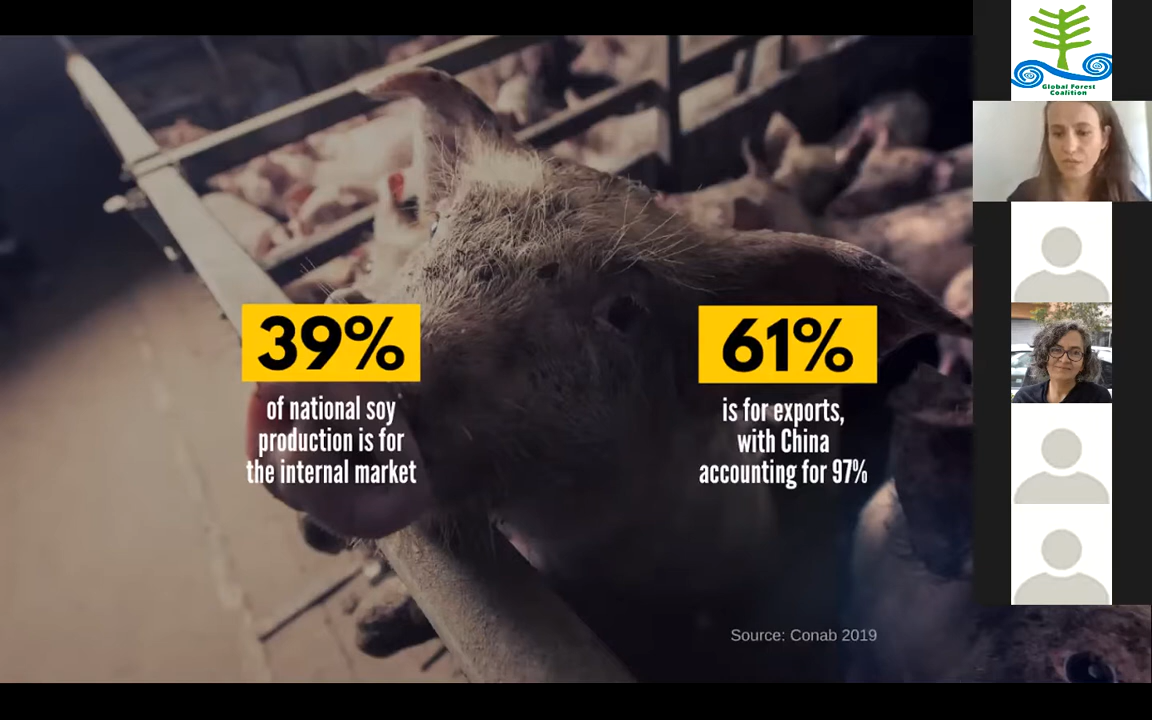 Global Forest
Coalition
39%
of national soy
production is for
the internal market
61%
is for exports,
with China
accounting for 97%
Source: Conab 2019